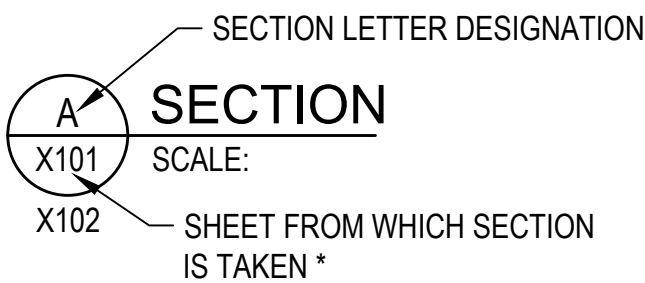 SECTION LETTER DESIGNATION
A
SECTION
X101
SCALE:
X102
SHEET FROM WHICH SECTION
IS TAKEN *